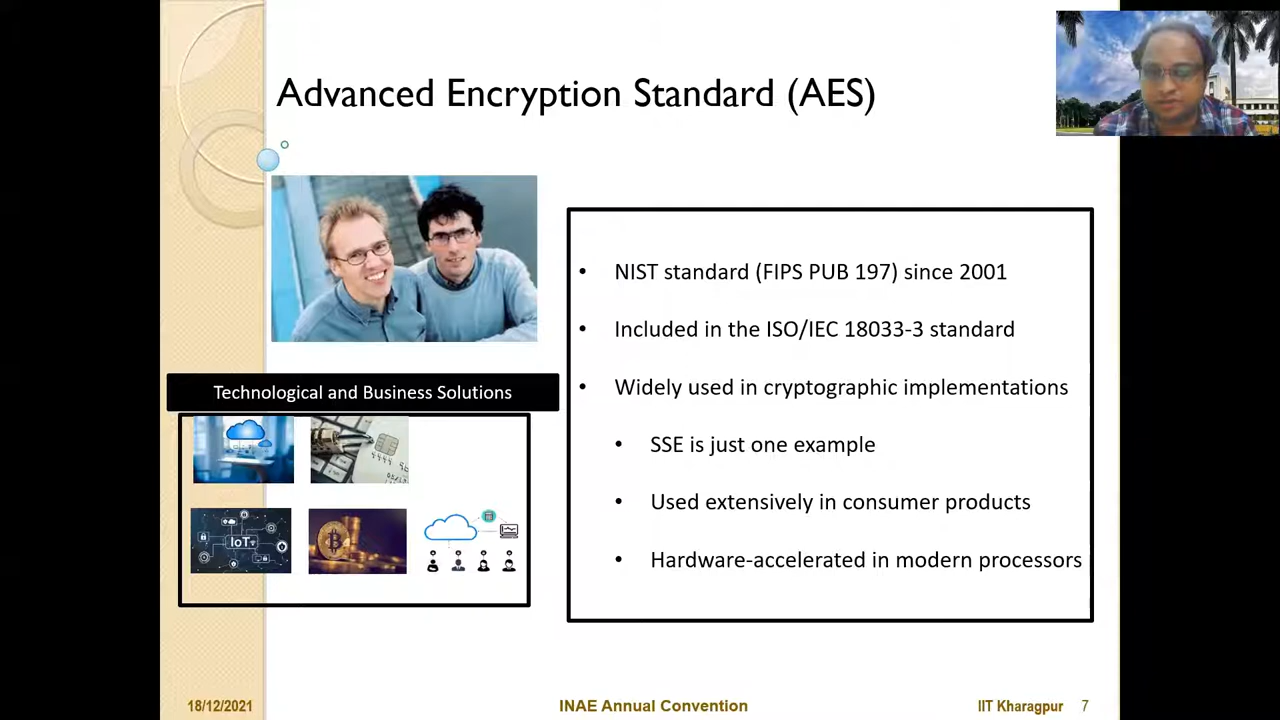 Advanced Encryption Standard (AES)
• NIST standard (FIPS PUB 197) since 2001
• Included in the ISO/IEC 18033-3 standard
• Widely used in cryptographic implementations
• SSE is just one example
• Used extensively in consumer products
• Hardware-accelerated in modern processors
Technological and Business Solutions
IoT
18/12/2021
INAE Annual Convention
IIT Kharagpur 7